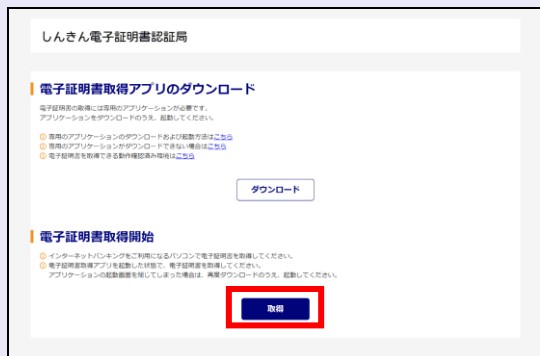 しんきん電子証明書認証局
電子証明書取得アプリのダウンロード
電子証明書の取得には専用のアプリケーションが必要です。
アプリケーションをダウンロードのうえ、起動してください。
専用のアプリケーションのダウンロードおよび起動方法はこちら
専用のアプリケーションがダウンロードできない場合はこちら
電子証明書を取得できる動作確認済み環境はこちら
ダウンロード
電子証明書取得開始
インターネットバンキングをご利用になるパソコンで電子証明書を取得してください。
電子証明書取得アプリを起動した状態で、電子証明書を取得してください。
アプリケーションの起動画面を閉じてしまった場合は、再度ダウンロードのうえ、起動してください。
取得